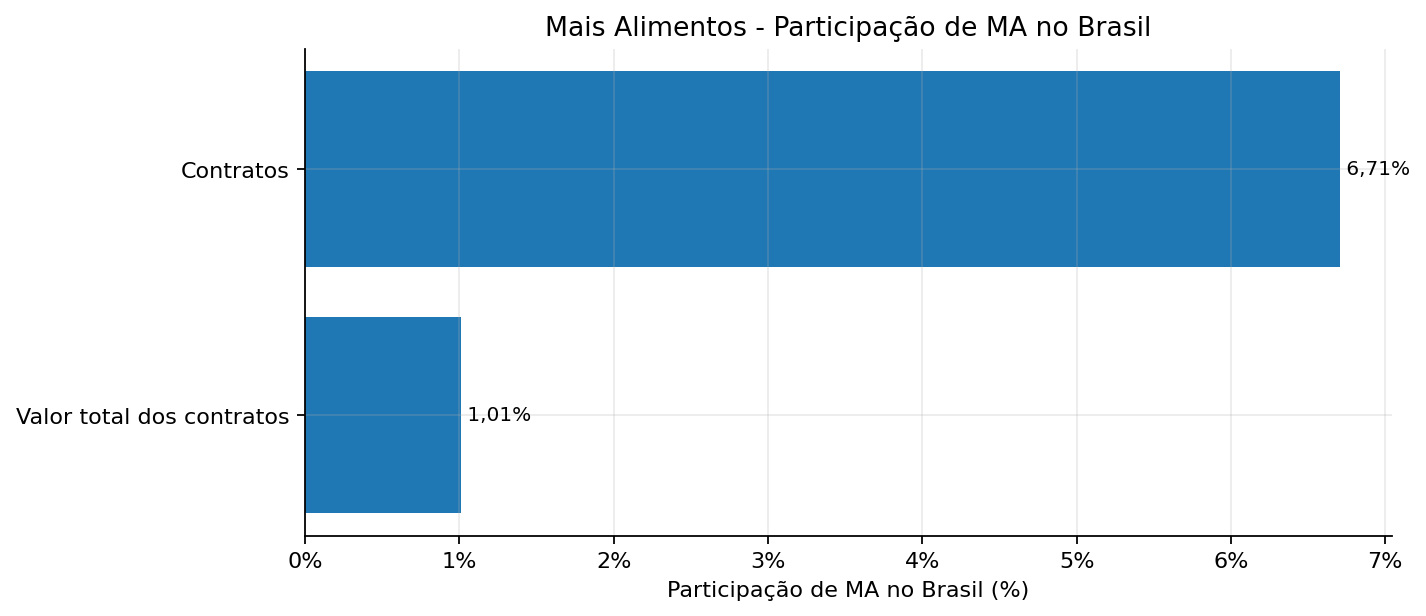 Mais Alimentos - Participação de MA no Brasil
Contratos
6,71%
Valor total dos contratos
1,01%
0% 1% 2% 3% 4% 5% 6% 7%
Participação de MA no Brasil (%)